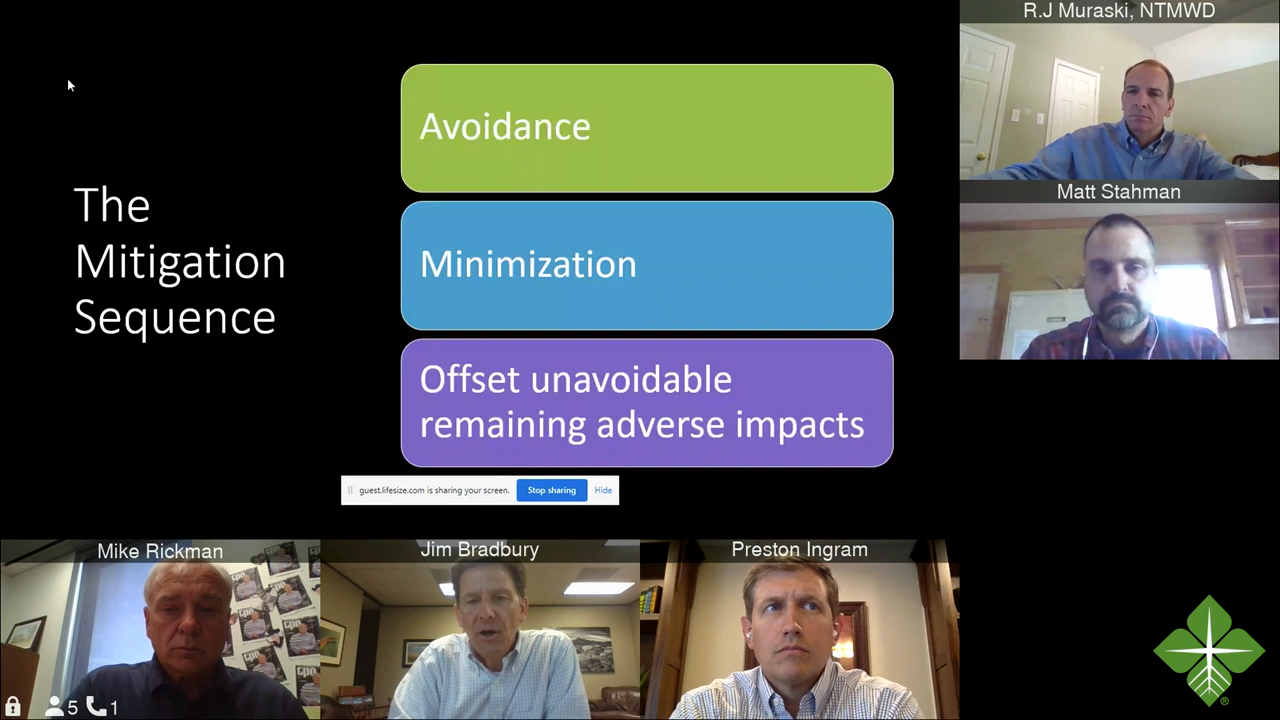 R.J Muraski, NTMWD
The
Mitigation
Sequence
Avoidance
Minimization
Offset unavoidable
remaining adverse impacts
Matt Stahman
guest.lifesize.com is sharing your screen.
Stop sharing
Hide
Mike Rickman
Jim Bradbury
Preston Ingram
5
1
®